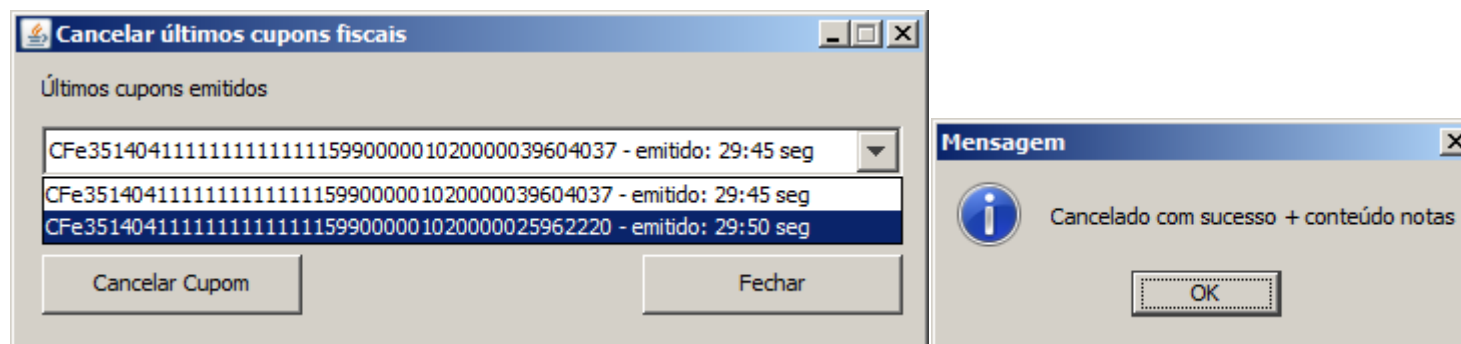 Cancelar últimos cupons fiscais
Últimos cupons emitidos
CFe35140411111111111111599000001020000039604037 - emitido: 29:45 seg
CFe35140411111111111111599000001020000039604037 - emitido: 29:45 seg
CFe35140411111111111111599000001020000025962220 - emitido: 29:50 seg
Cancelar Cupom
Fechar
Mensagem
Cancelado com sucesso + conteúdo notas
OK